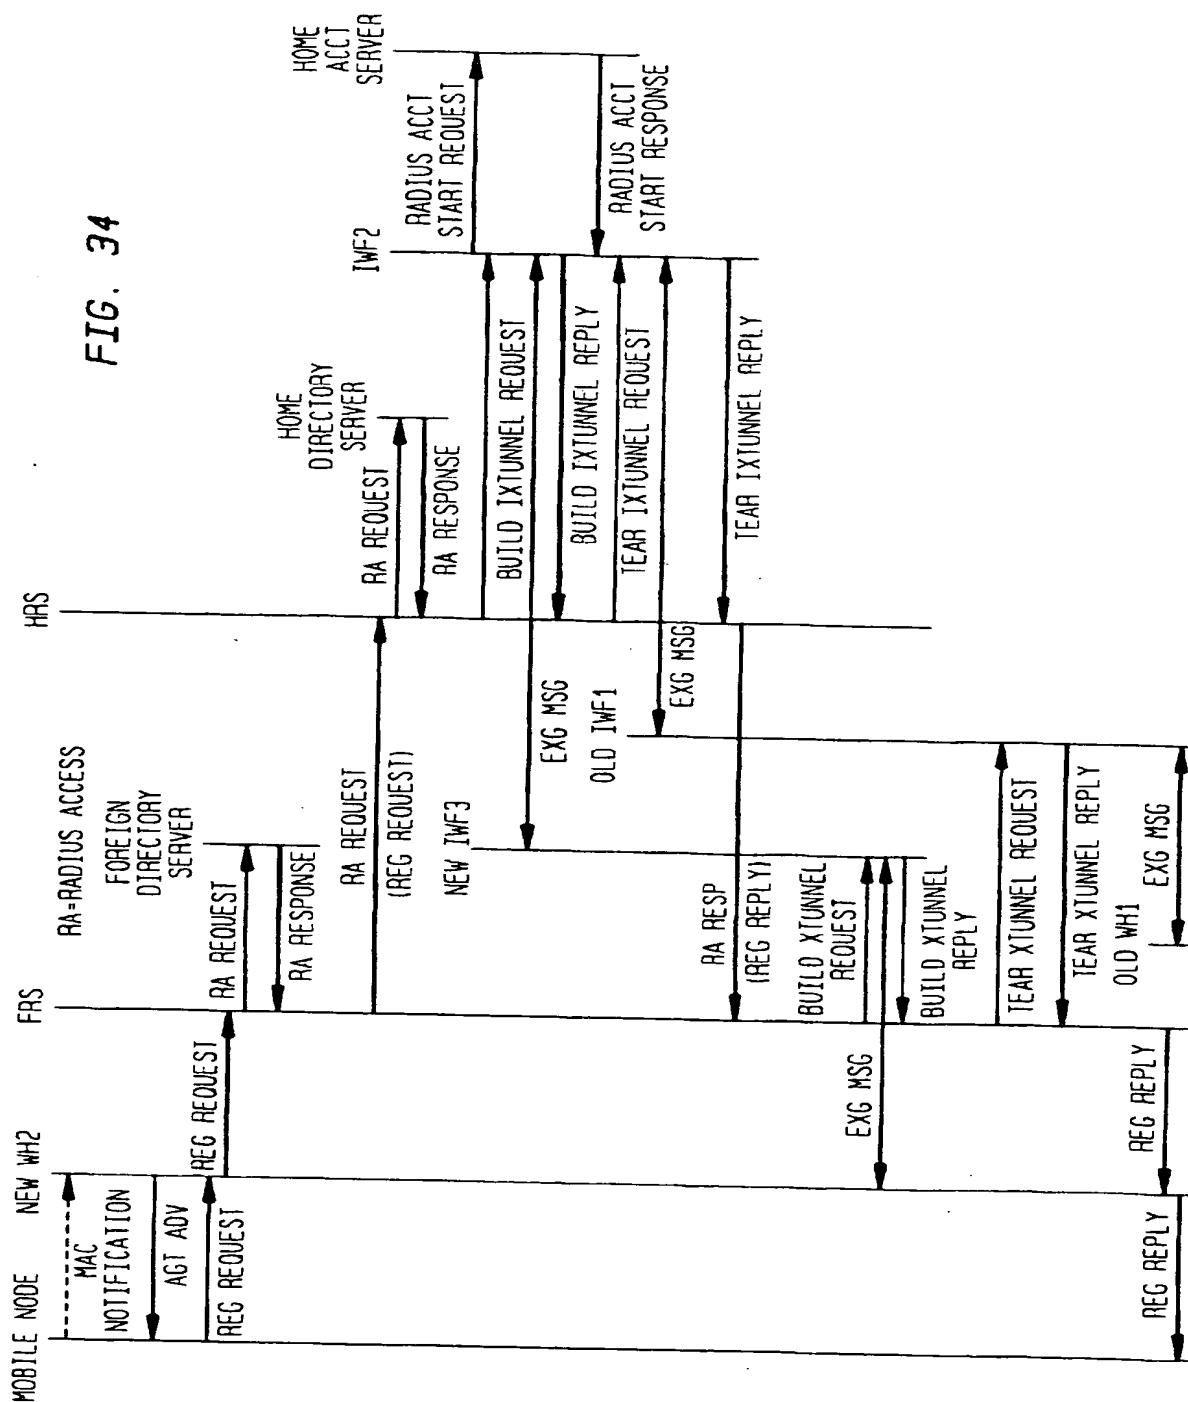 FIG. 34
RA=RADIUS ACCESS
MOBILE NODE
NEW WH2
FRS
FOREIGN
DIRECTORY
SERVER
HRS
HOME
DIRECTORY
SERVER
IWF2
HOME
ACCT
SERVER
MAC
NOTIFICATION
AGT ADV
REG REQUEST
REG REQUEST
RA REQUEST
RA RESPONSE
RA REQUEST
(REG REQUEST)
RA REQUEST
RA RESPONSE
RADIUS ACCT
START REQUEST
BUILD IXTUNNEL REQUEST
NEW IWF3
EXG MSG
BUILD IXTUNNEL REPLY
RADIUS ACCT
START RESPONSE
TEAR IXTUNNEL REQUEST
OLD IWF1
EXG MSG
TEAR IXTUNNEL REPLY
RA RESP
(REG REPLY)
BUILD XTUNNEL
REQUEST
EXG MSG
BUILD XTUNNEL
REPLY
TEAR XTUNNEL REQUEST
TEAR XTUNNEL REPLY
OLD WH1
EXG MSG
REG REPLY
REG REPLY